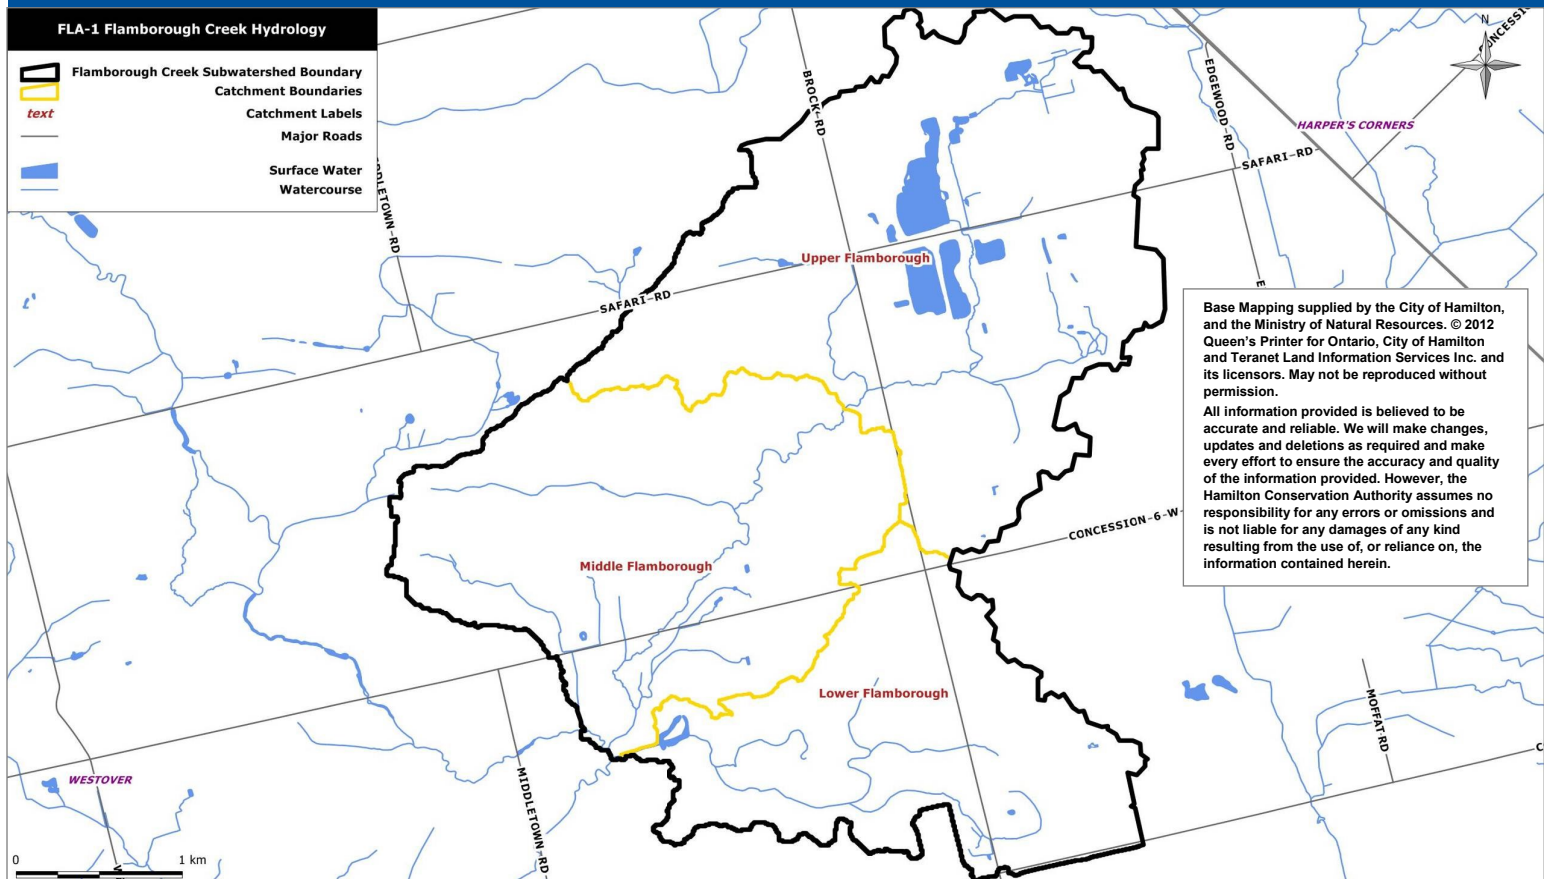 FLA-1 Flamborough Creek Hydrology
Flamborough Creek Subwatershed Boundary
Catchment Boundaries
text
Catchment Labels
Major Roads
Surface Water
Watercourse
BROCK RD
EDGEWOOD-RD
N
HARPER'S CORNERS
SAFARI-RD
Upper Flamborough
SAFARI-RD
Base Mapping supplied by the City of Hamilton,
and the Ministry of Natural Resources. © 2012
Queen's Printer for Ontario, City of Hamilton
and Teranet Land Information Services Inc. and
its licensors. May not be reproduced without
permission.
All information provided is believed to be
accurate and reliable. We will make changes,
updates and deletions as required and make
every effort to ensure the accuracy and quality
of the information provided. However, the
Hamilton Conservation Authority assumes no
responsibility for any errors or omissions and
is not liable for any damages of any kind
resulting from the use of, or reliance on, the
information contained herein.
CONCESSION-6-W
Middle Flamborough
Lower Flamborough
MOFFAT-RD
WESTOVER
MIDDLETOWN-RD
0 1 km